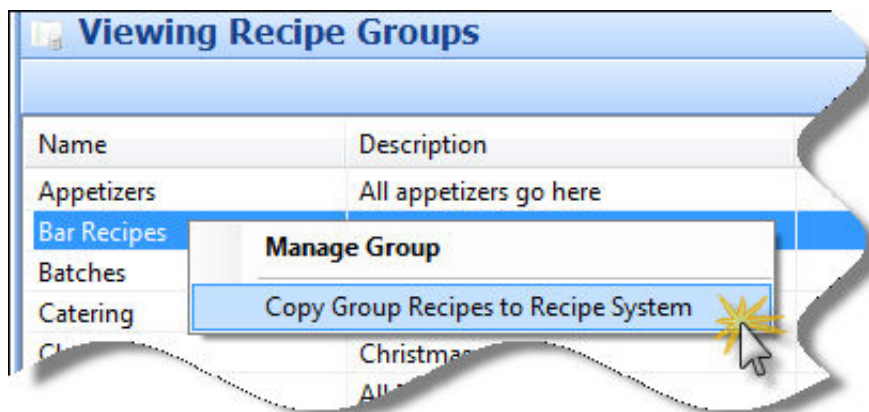 Viewing Recipe Groups
Name Description
Appetizers All appetizers go here
Bar Recipes
Manage Group
Batches
Copy Group Recipes to Recipe System
Catering